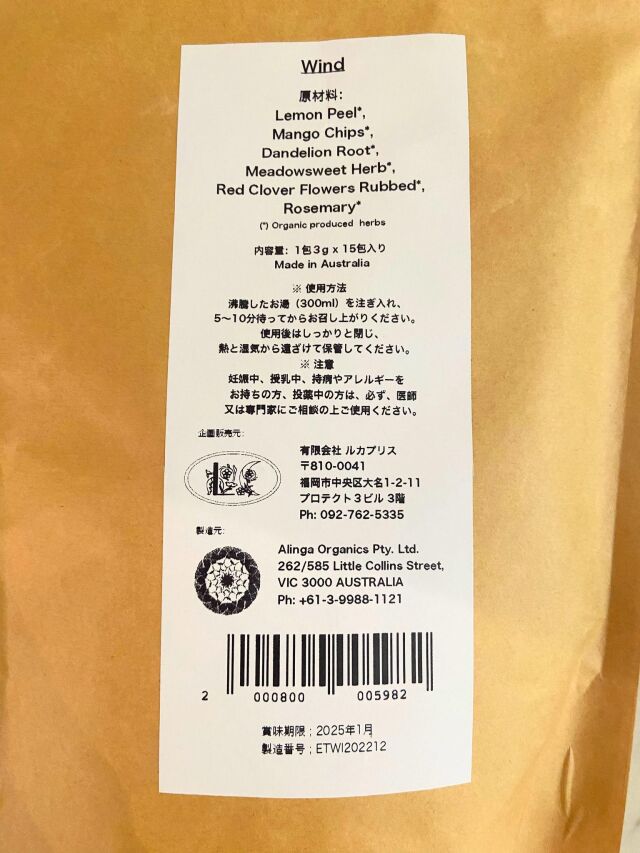 Wind
原材料:
Lemon Peel*,
Mango Chips*,
Dandelion Root*,
Meadowsweet Herb*,
Red Clover Flowers Rubbed*,
Rosemary*
(*) Organic produced herbs
内容量: 1包3g x 15包入り
Made in Australia
※ 使用方法
沸騰したお湯（300ml）を注ぎ入れ、
5〜10分待ってからお召し上がりください。
使用後はしっかりと閉じ、
熱と湿気から遠ざけて保管してください。
※ 注意
妊娠中、授乳中、持病やアレルギーを
お持ちの方、投薬中の方は、必ず、医師
又は専門家にご相談の上ご使用ください。
企画販売元:
有限会社 ルカプリス
〒810-0041
福岡市中央区大名1-2-11
プロテクト3ビル 3階
Ph: 092-762-5335
製造元:
Alinga Organics Pty. Ltd.
262/585 Little Collins Street,
VIC 3000 AUSTRALIA
Ph: +61-3-9988-1121
2 000800 005982
賞味期限 ; 2025年1月
製造番号 ; ETWI202212